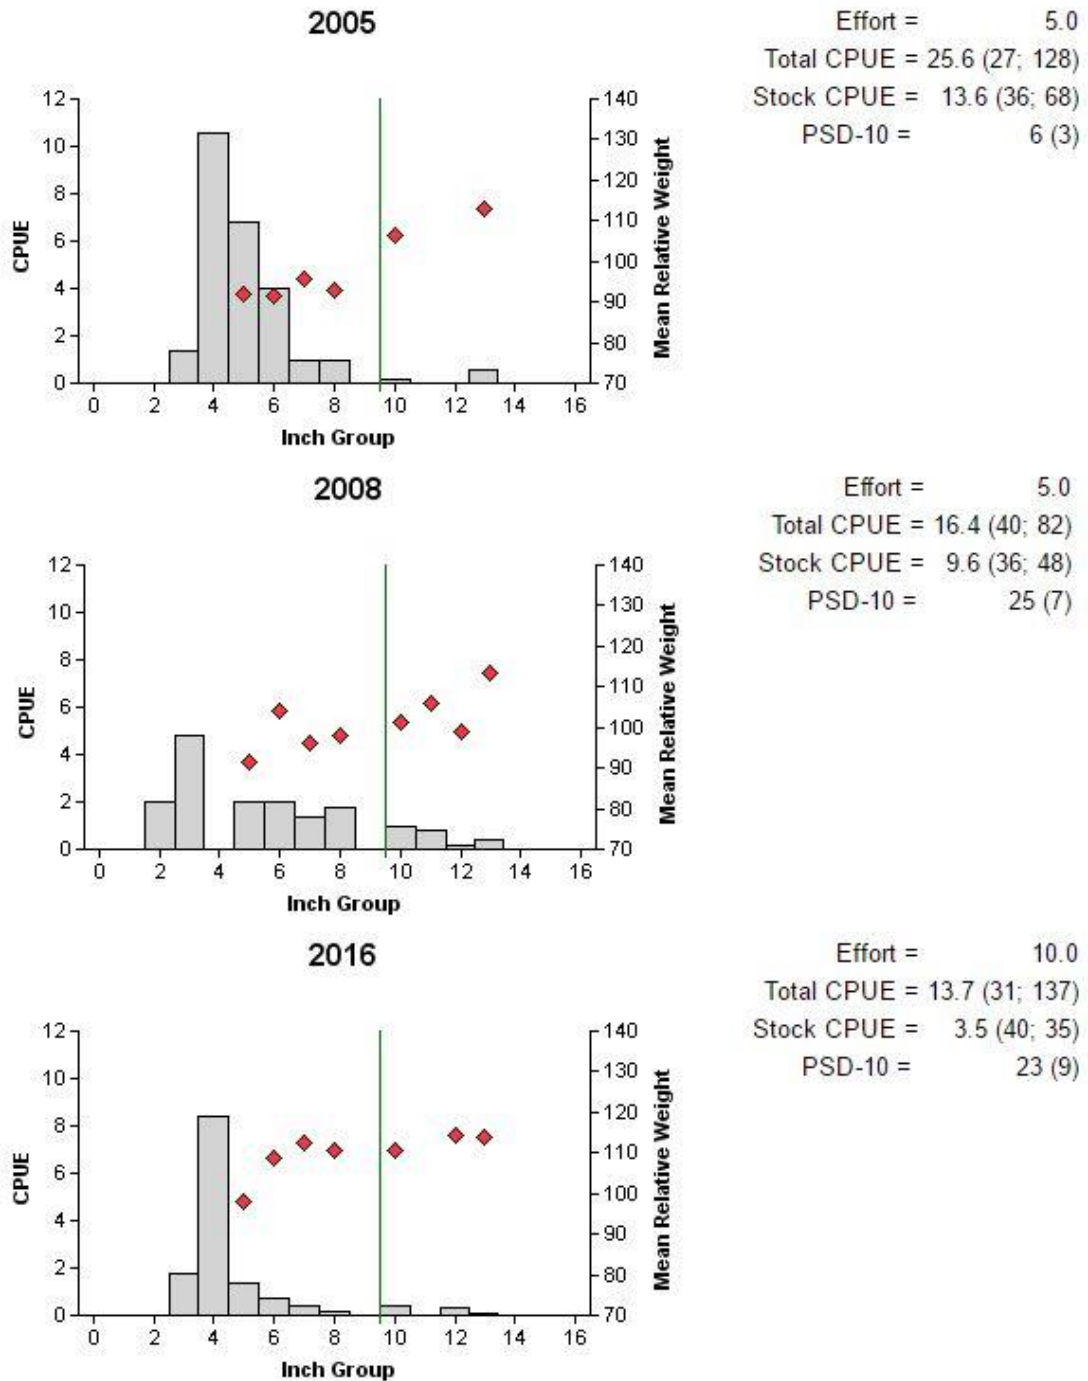 2005
Effort = 5.0
Total CPUE = 25.6 (27; 128)
Stock CPUE = 13.6 (36; 68)
PSD-10 = 6 (3)
12
10
8
6
4
2
0
CPUE
140
130
120
110
100
90
80
70
Mean Relative Weight
0 2 4 6 8 10 12 14 16
Inch Group
2008
Effort = 5.0
Total CPUE = 16.4 (40; 82)
Stock CPUE = 9.6 (36; 48)
PSD-10 = 25 (7)
12
10
8
6
4
2
0
CPUE
140
130
120
110
100
90
80
70
Mean Relative Weight
0 2 4 6 8 10 12 14 16
Inch Group
2016
Effort = 10.0
Total CPUE = 13.7 (31; 137)
Stock CPUE = 3.5 (40; 35)
PSD-10 = 23 (9)
12
10
8
6
4
2
0
CPUE
140
130
120
110
100
90
80
70
Mean Relative Weight
0 2 4 6 8 10 12 14 16
Inch Group